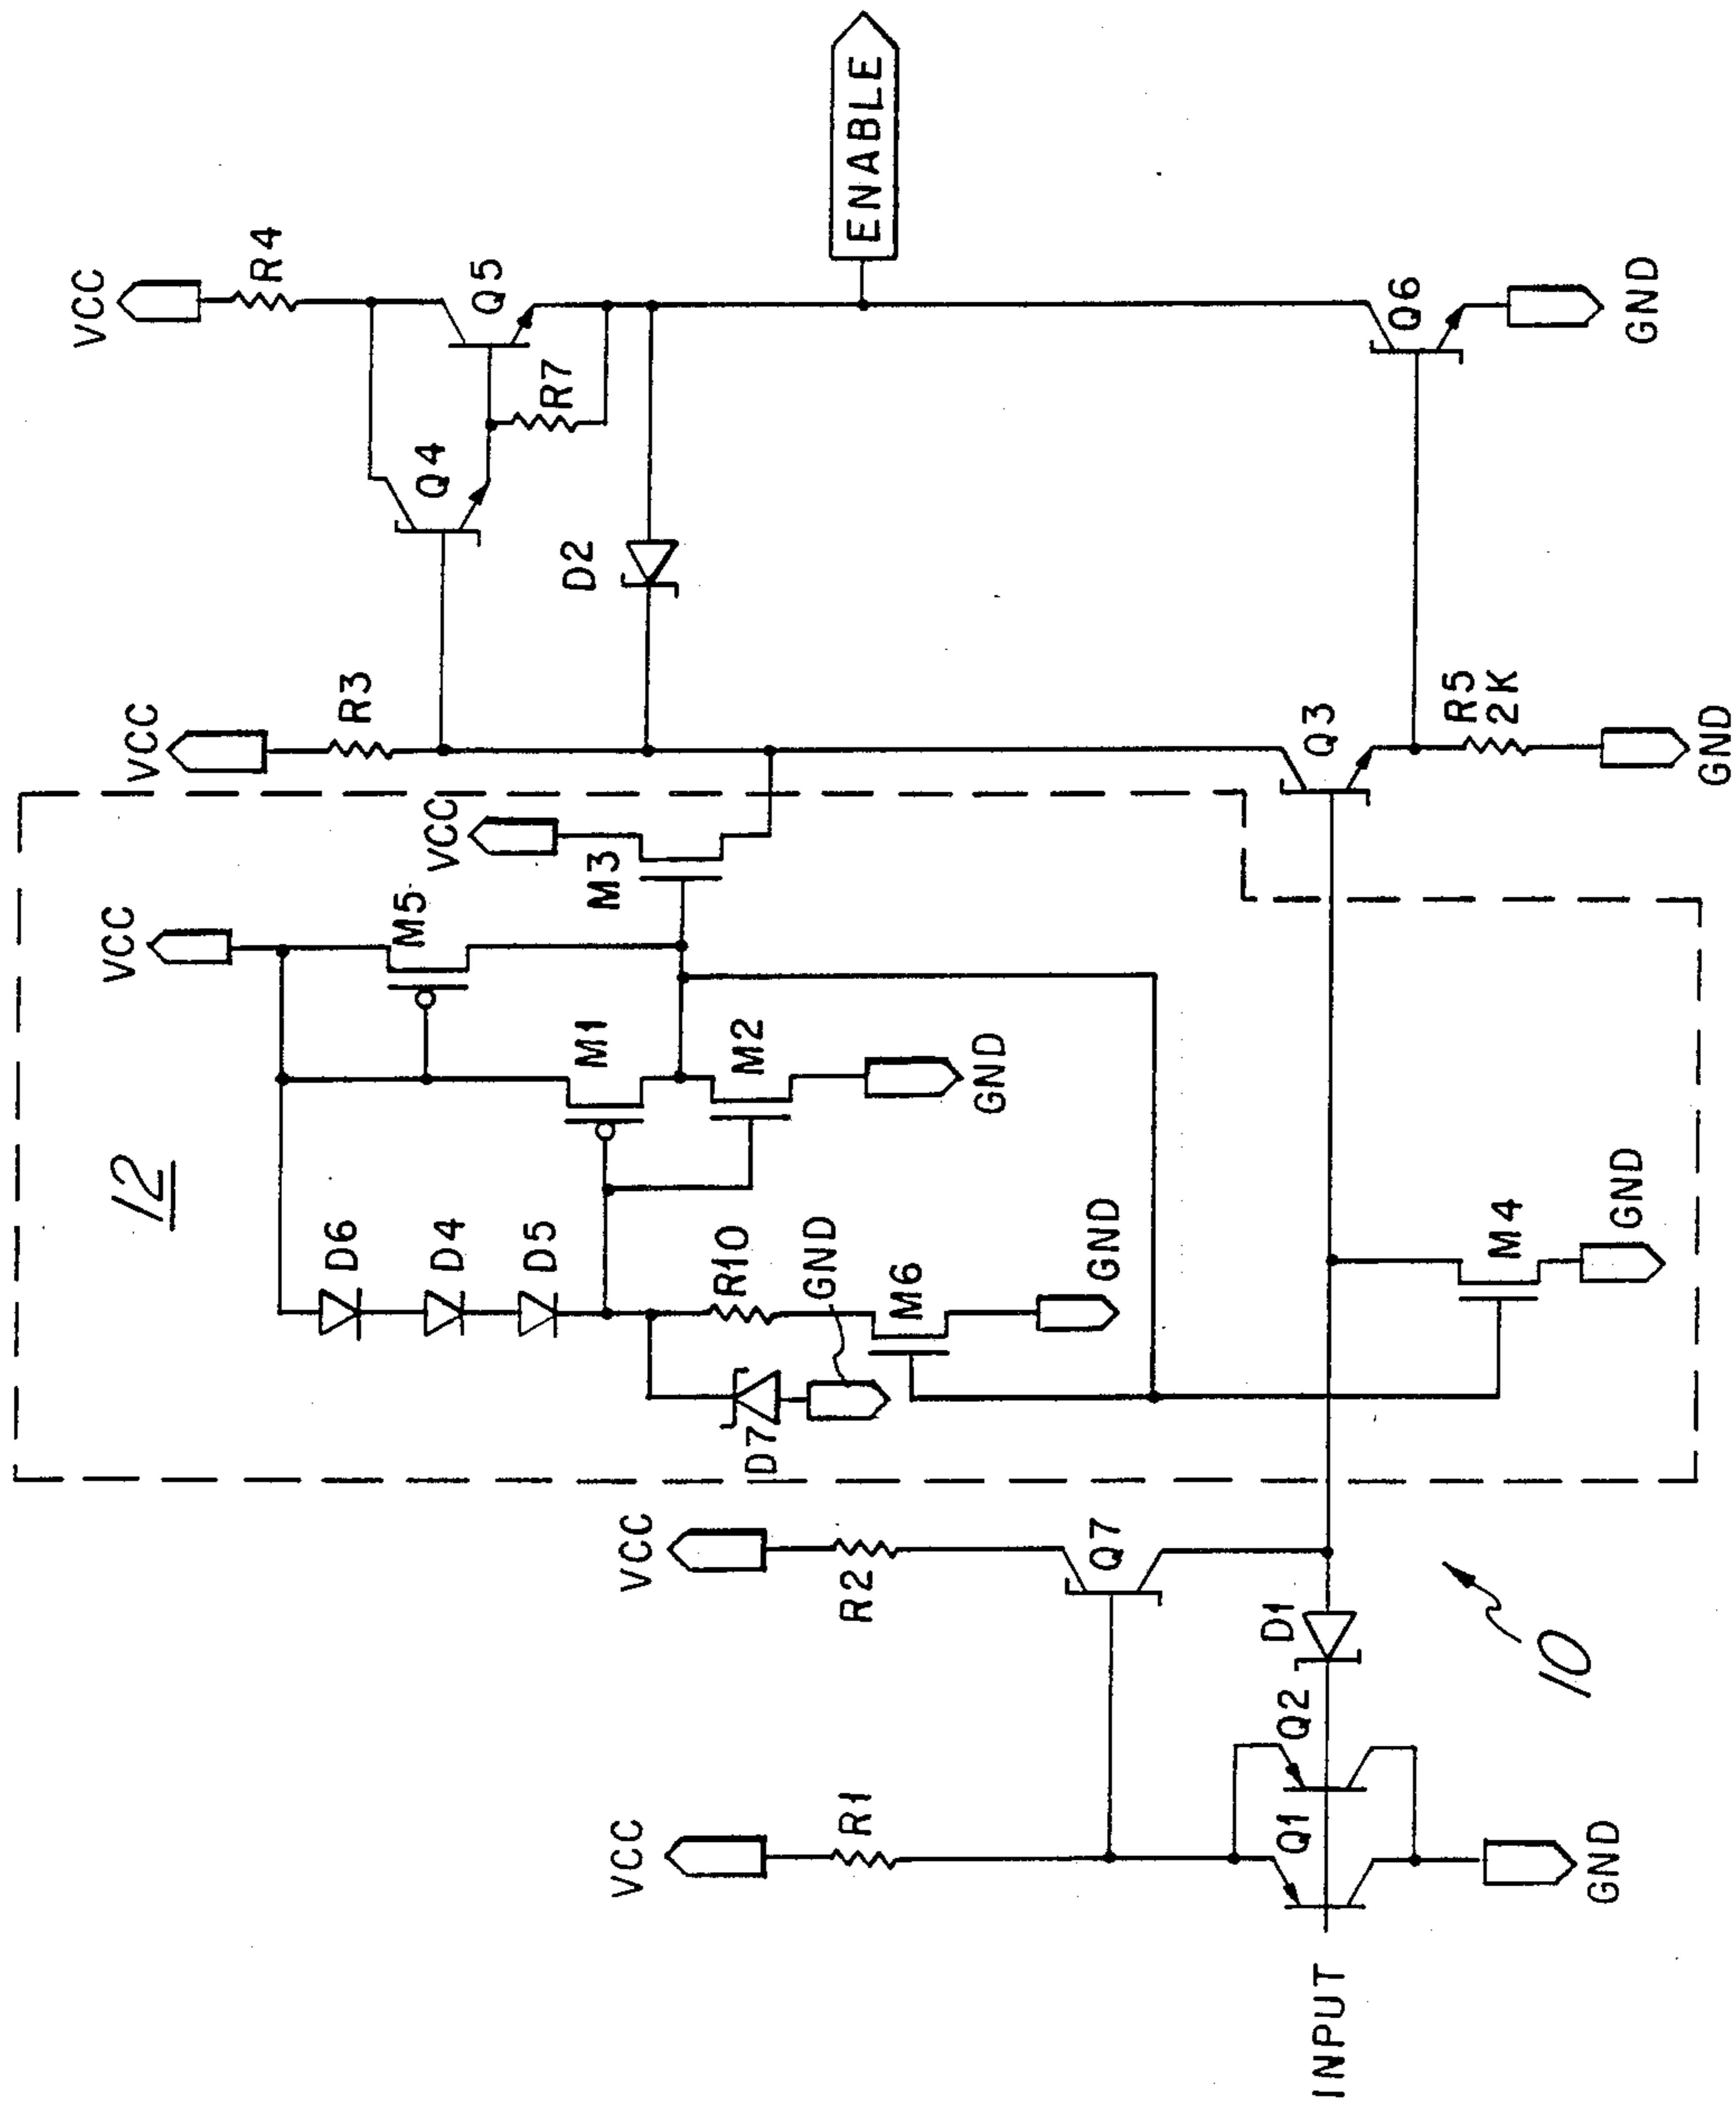 VCC
R4
Q5
Q4
R7
ENABLE
D2
Q6
GND
VCC
R3
Q3
R5
2K
GND
12
VCC
M5
VCC
M3
M1
M2
GND
D6
D4
D5
R10
GND
M6
GND
D7
M4
GND
VCC
R2
Q7
D1
VCC
R1
Q2
Q1
GND
INPUT
10